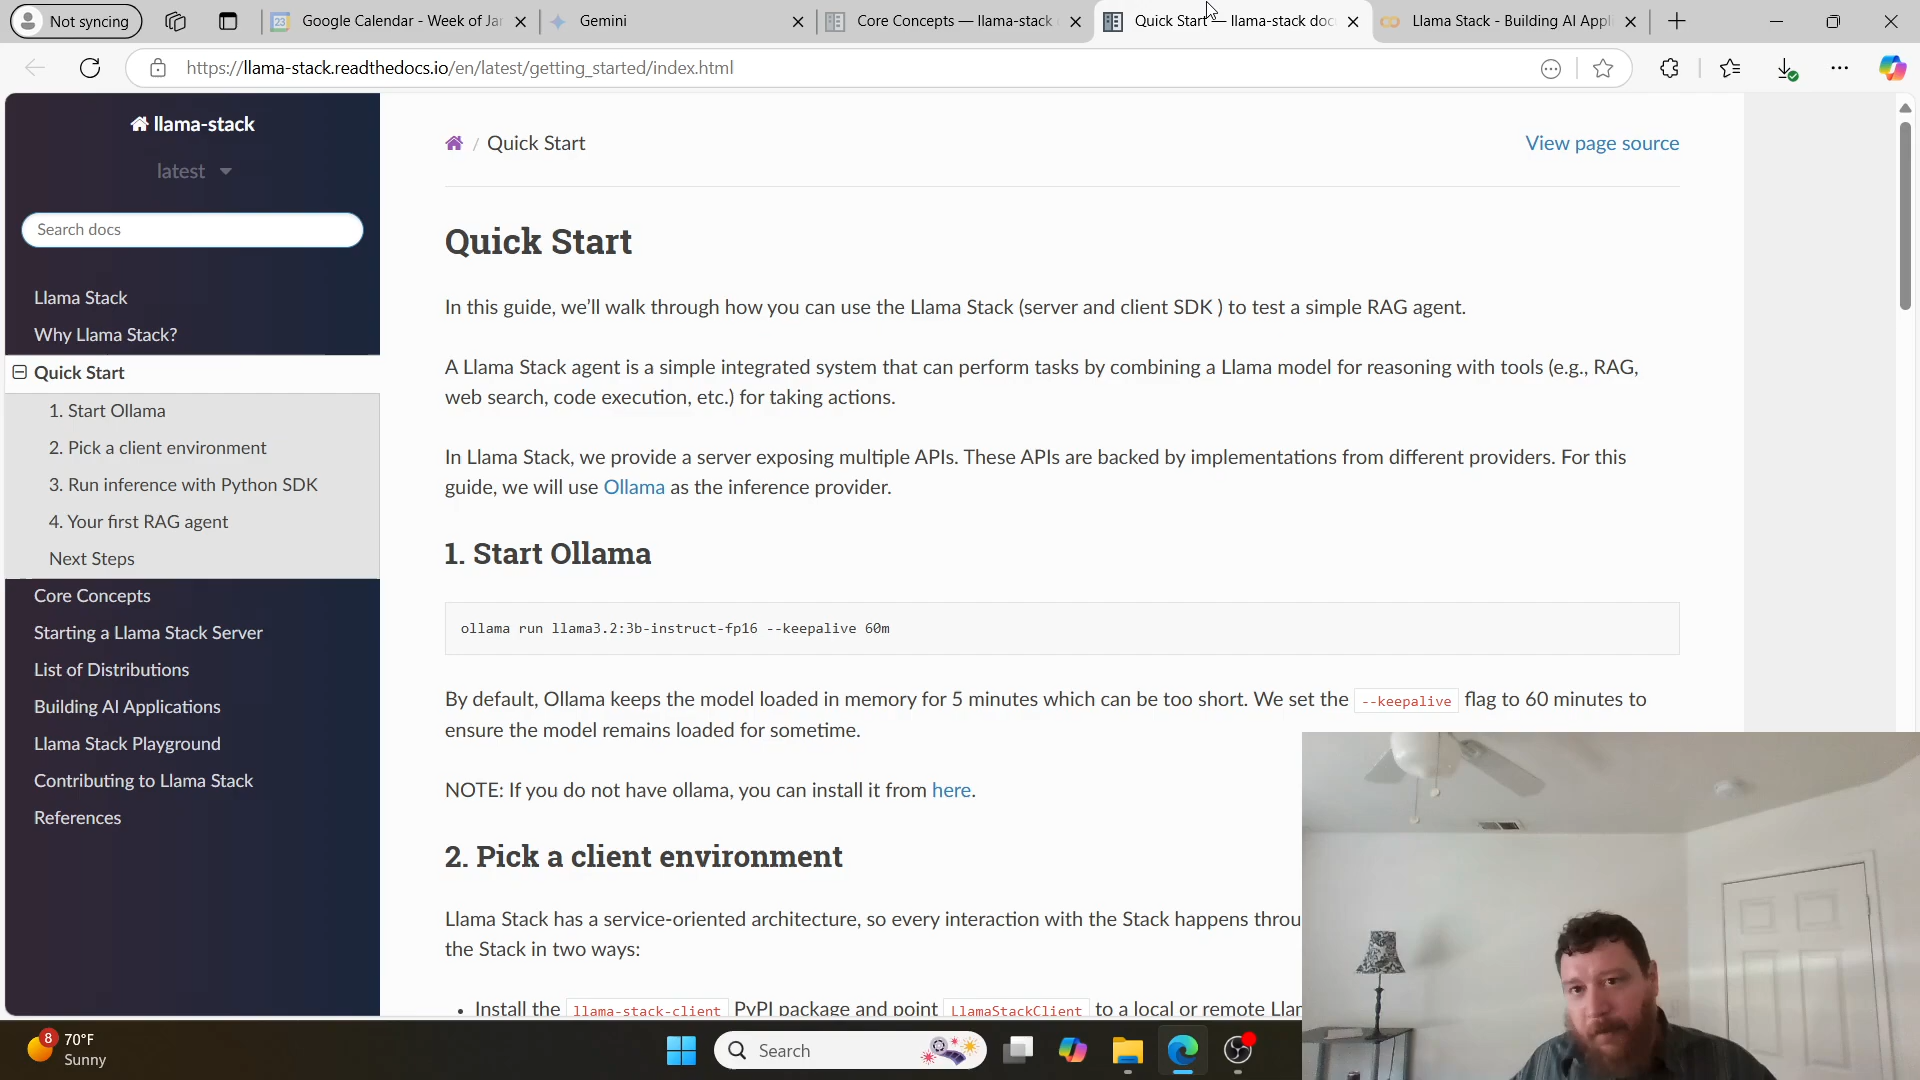 Not syncing
Google Calendar - Week of Jan
Gemini
Core Concepts — llama-stack
Quick Start — llama-stack doc
Llama Stack - Building AI Appl
https://llama-stack.readthedocs.io/en/latest/getting_started/index.html
llama-stack
latest
Search docs
Llama Stack
Why Llama Stack?
Quick Start
1. Start Ollama
2. Pick a client environment
3. Run inference with Python SDK
4. Your first RAG agent
Next Steps
Core Concepts
Starting a Llama Stack Server
List of Distributions
Building AI Applications
Llama Stack Playground
Contributing to Llama Stack
References
/ Quick Start
View page source
Quick Start
In this guide, we’ll walk through how you can use the Llama Stack (server and client SDK ) to test a simple RAG agent.
A Llama Stack agent is a simple integrated system that can perform tasks by combining a Llama model for reasoning with tools (e.g., RAG,
web search, code execution, etc.) for taking actions.
In Llama Stack, we provide a server exposing multiple APIs. These APIs are backed by implementations from different providers. For this
guide, we will use Ollama as the inference provider.
1. Start Ollama
ollama run llama3.2:3b-instruct-fp16 --keepalive 60m
By default, Ollama keeps the model loaded in memory for 5 minutes which can be too short. We set the --keepalive flag to 60 minutes to
ensure the model remains loaded for sometime.
NOTE: If you do not have ollama, you can install it from here.
2. Pick a client environment
Llama Stack has a service-oriented architecture, so every interaction with the Stack happens throu
the Stack in two ways:
• Install the llama-stack-client PyPI package and point LlamaStackClient to a local or remote Llar
8
70°F
Sunny
Search